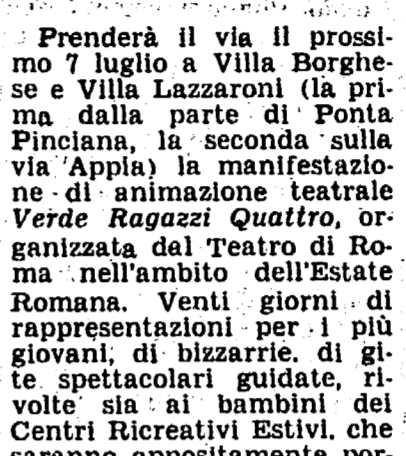 Prenderà il via il prossi-
mo 7 luglio a Villa Borghe-
se e Villa Lazzaroni (la pri-
ma dalla parte di Ponta
Pinciana, la seconda sulla
via Appia) la manifestazio-
ne di animazione teatrale
Verde Ragazzi Quattro, or-
ganizzata dal Teatro di Ro-
ma nell'ambito dell'Estate
Romana. Venti giorni di
rappresentazioni per i più
giovani, di bizzarrie. di gi-
te spettacolari guidate, ri-
volte sia ai bambini dei
Centri Ricreativi Estivi. che
saranno appositamente por-